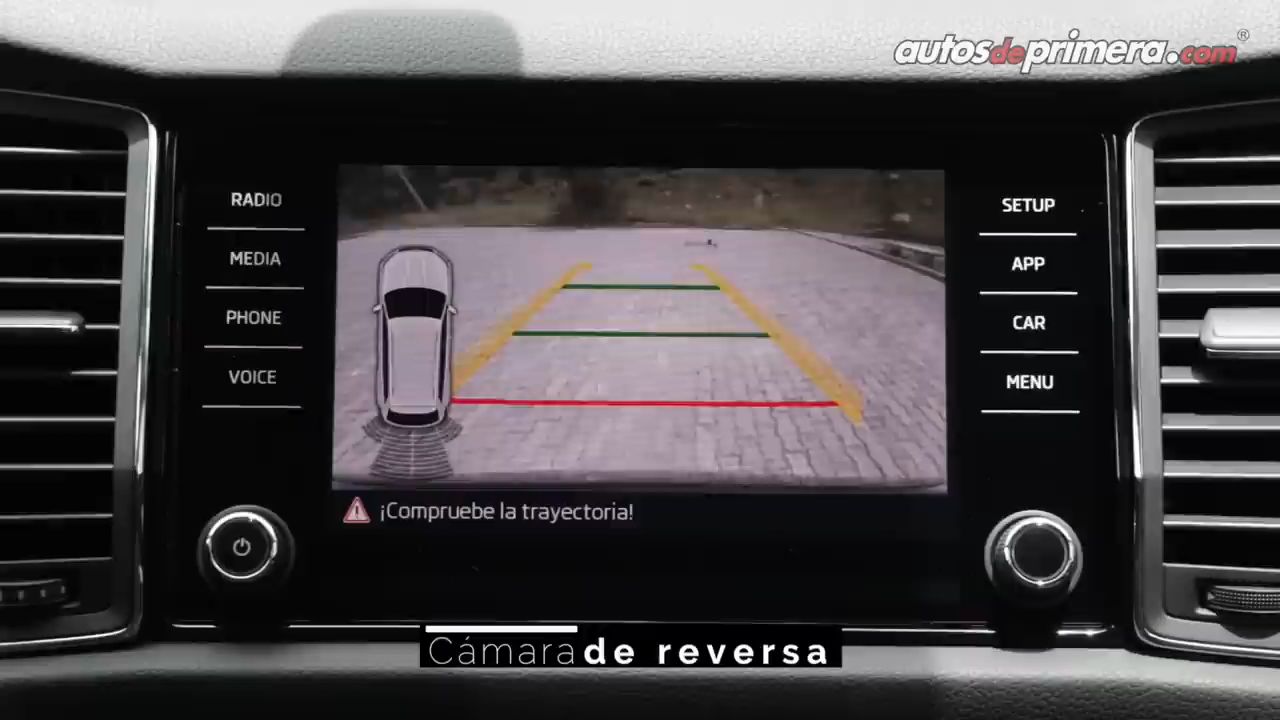 autosdeprimera.com®
RADIO
MEDIA
PHONE
VOICE
SETUP
APP
CAR
MENU
¡Compruebe la trayectoria!
Cámara de reversa